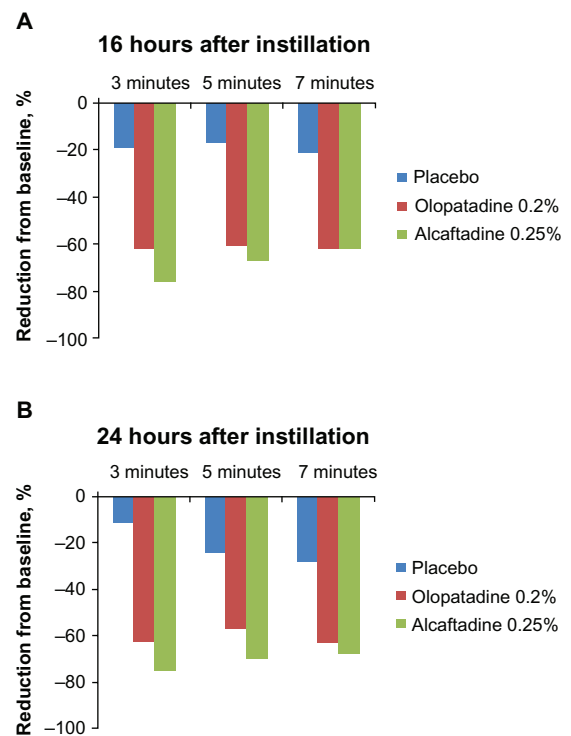 A
16 hours after instillation
3 minutes 5 minutes 7 minutes
Reduction from baseline, %
0
–20
–40
–60
–80
–100
Placebo
Olopatadine 0.2%
Alcaftadine 0.25%
B
24 hours after instillation
3 minutes 5 minutes 7 minutes
Reduction from baseline, %
0
–20
–40
–60
–80
–100
Placebo
Olopatadine 0.2%
Alcaftadine 0.25%